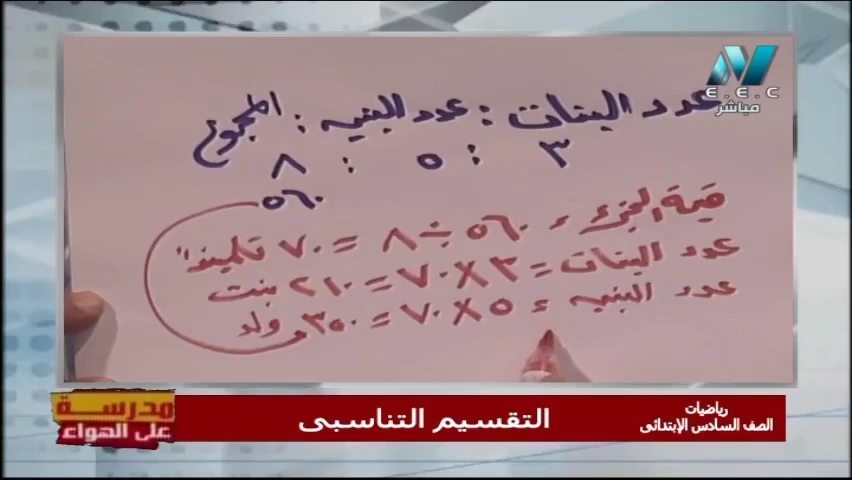 E.E.C
مباشر
عدد البنات : عدد البنين : المجموع
٣ : ٥ : ٨
٥٦٠
قيمة الجزء = ٥٦٠ ÷ ٨ = ٧٠ تلميذاً
عدد البنات = ٣ × ٧٠ = ٢١٠ بنت
عدد البنين = ٥ × ٧٠ = ٣٥٠ ولد
مدرسة
على الهواء
التقسيم التناسبى
رياضيات
الصف السادس الإبتدائى